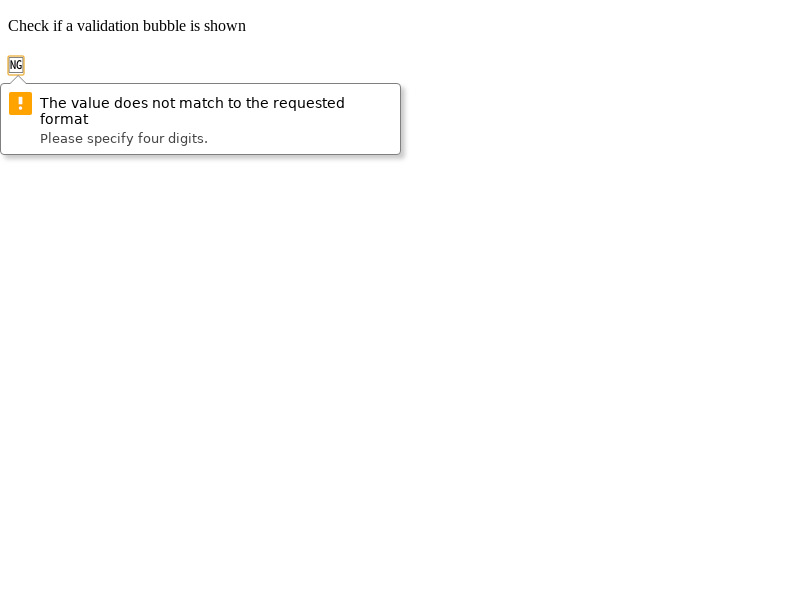 Check if a validation bubble is shown
NG
The value does not match to the requested
format
Please specify four digits.